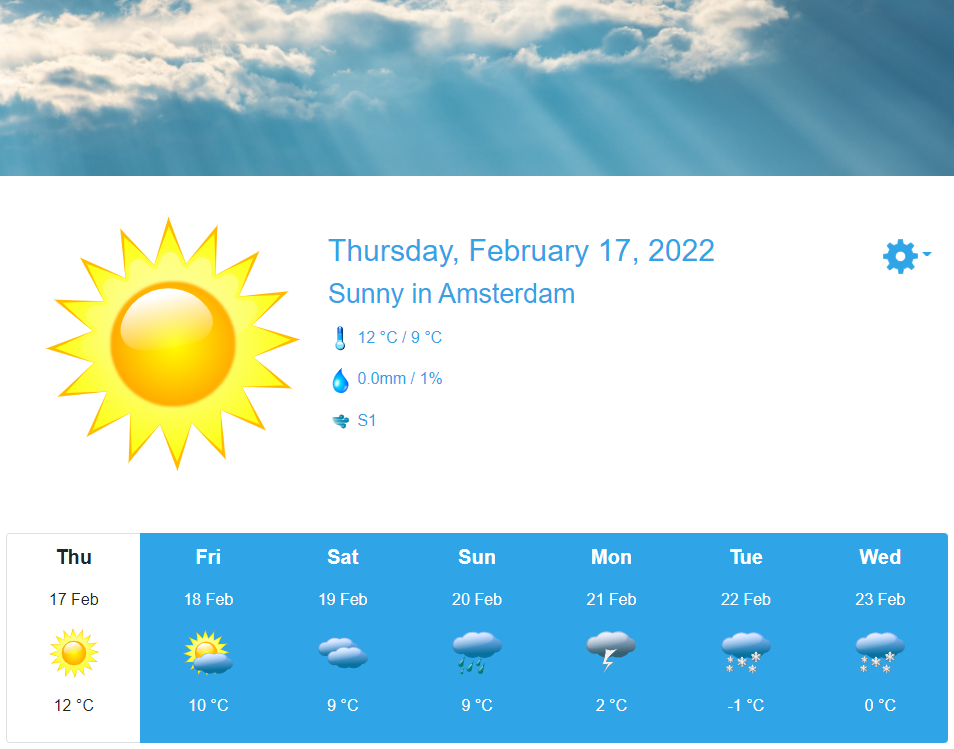 Thursday, February 17, 2022
Sunny in Amsterdam
12 °C / 9 °C
0.0mm / 1%
S1
Thu Fri Sat Sun Mon Tue Wed
17 Feb 18 Feb 19 Feb 20 Feb 21 Feb 22 Feb 23 Feb
12 °C 10 °C 9 °C 9 °C 2 °C -1 °C 0 °C